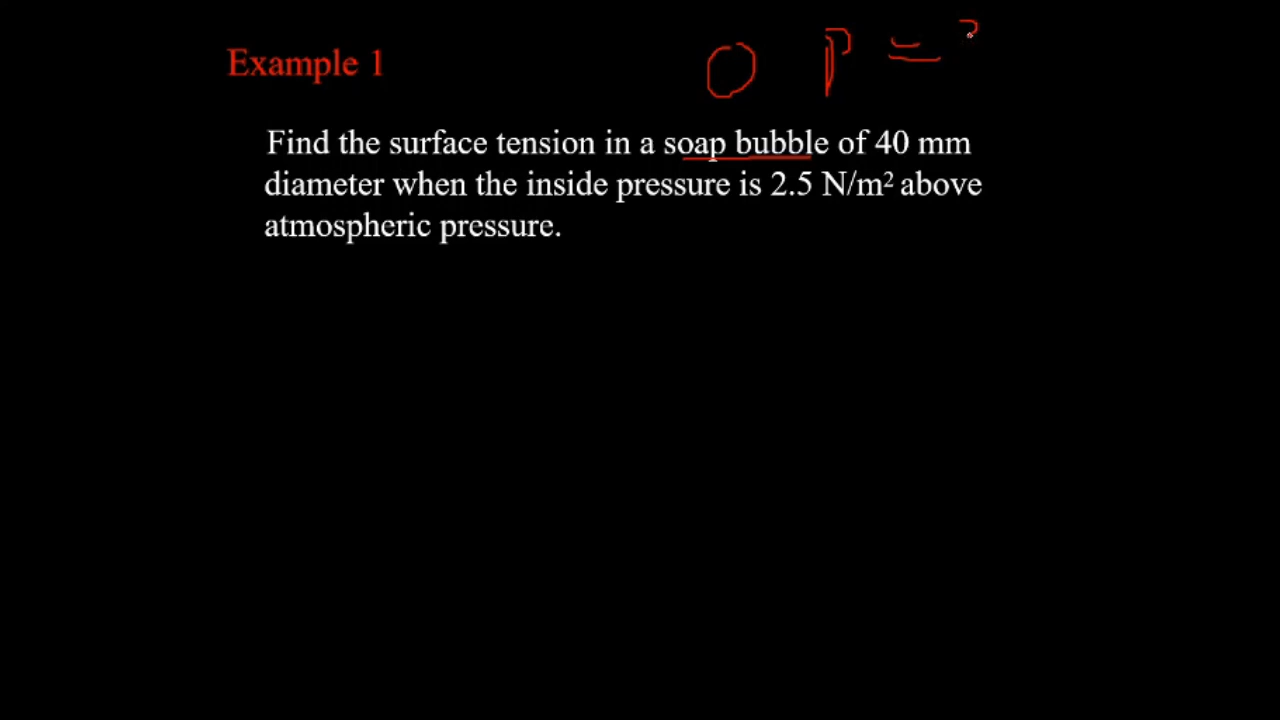 Example 1
P =
Find the surface tension in a soap bubble of 40 mm
diameter when the inside pressure is 2.5 N/m² above
atmospheric pressure.